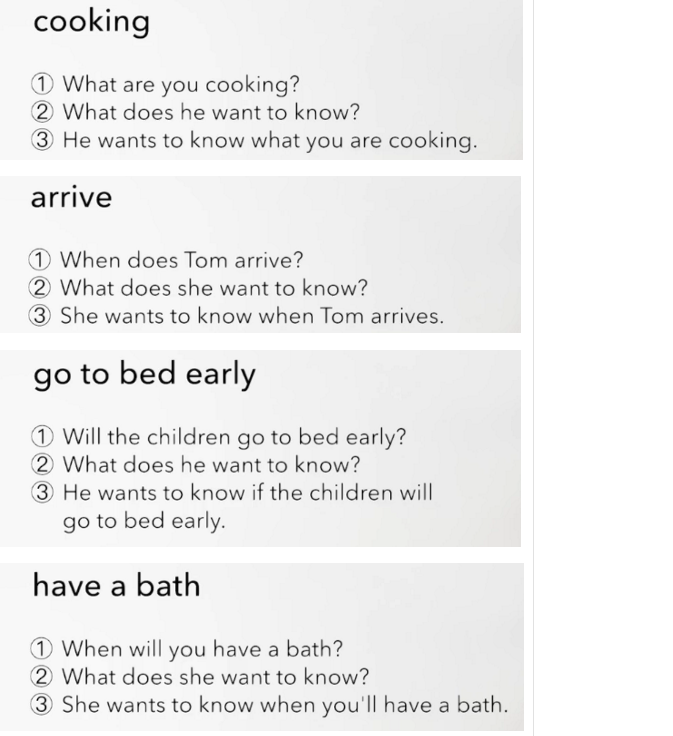 cooking
① What are you cooking?
② What does he want to know?
③ He wants to know what you are cooking.
arrive
① When does Tom arrive?
② What does she want to know?
③ She wants to know when Tom arrives.
go to bed early
① Will the children go to bed early?
② What does he want to know?
③ He wants to know if the children will
go to bed early.
have a bath
① When will you have a bath?
② What does she want to know?
③ She wants to know when you'll have a bath.